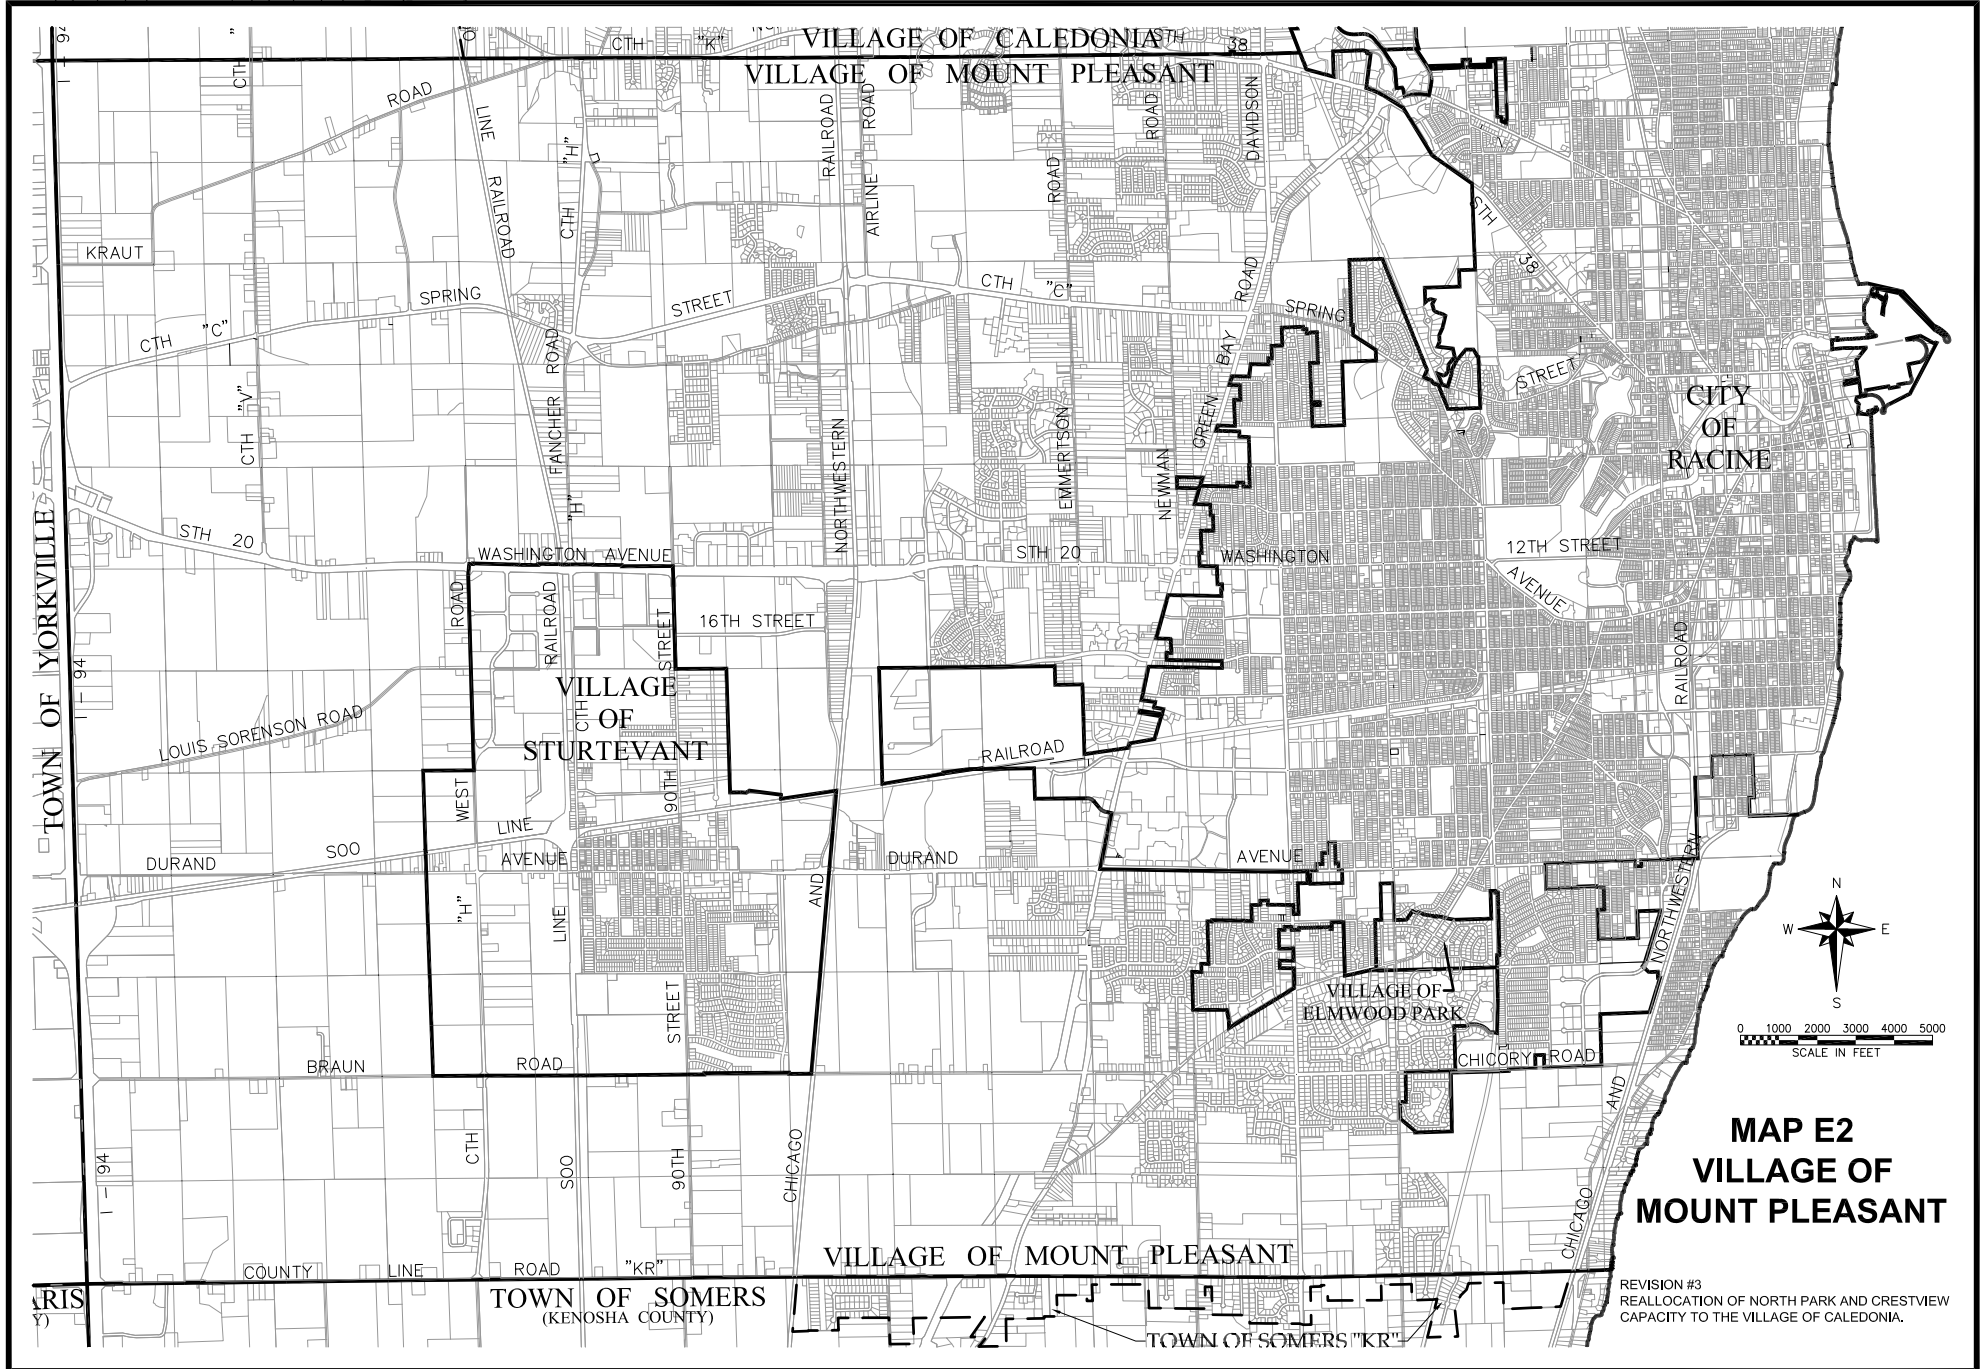 VILLAGE OF CALEDONIA
VILLAGE OF MOUNT PLEASANT
CTH "K"
STH 38
I - 94
CTH "V"
ROAD
LINE
RAILROAD
CTH "H"
RAILROAD
AIRLINE ROAD
ROAD
ROAD
DAVIDSON
KRAUT
SPRING
STREET
CTH "C"
CTH "C"
SPRING
STREET
STH 38
GREEN BAY ROAD
FANCHER ROAD
"H"
NORTHWESTERN
EMMERTSON
NEWMAN
CITY
OF
RACINE
TOWN OF YORKVILLE
STH 20
WASHINGTON AVENUE
STH 20
WASHINGTON
AVENUE
12TH STREET
16TH STREET
ROAD
RAILROAD
STREET
RAILROAD
I - 94
LOUIS SORENSON ROAD
VILLAGE
OF
STURTEVANT
CTH
90TH
WEST
RAILROAD
SOO
LINE
DURAND
AVENUE
DURAND
AVENUE
"H"
LINE
AND
NORTHWESTERN
NORTHWESTERN
VILLAGE OF
ELMWOOD PARK
STREET
BRAUN
ROAD
CHICORY ROAD
AND
CHICAGO
CHICAGO
I - 94
CTH
SOO
90TH
N
W
E
S
0 1000 2000 3000 4000 5000
SCALE IN FEET
MAP E2
VILLAGE OF
MOUNT PLEASANT
VILLAGE OF MOUNT PLEASANT
COUNTY LINE ROAD "KR"
TOWN OF SOMERS
(KENOSHA COUNTY)
TOWN OF SOMERS "KR"
REVISION #3
REALLOCATION OF NORTH PARK AND CRESTVIEW
CAPACITY TO THE VILLAGE OF CALEDONIA.